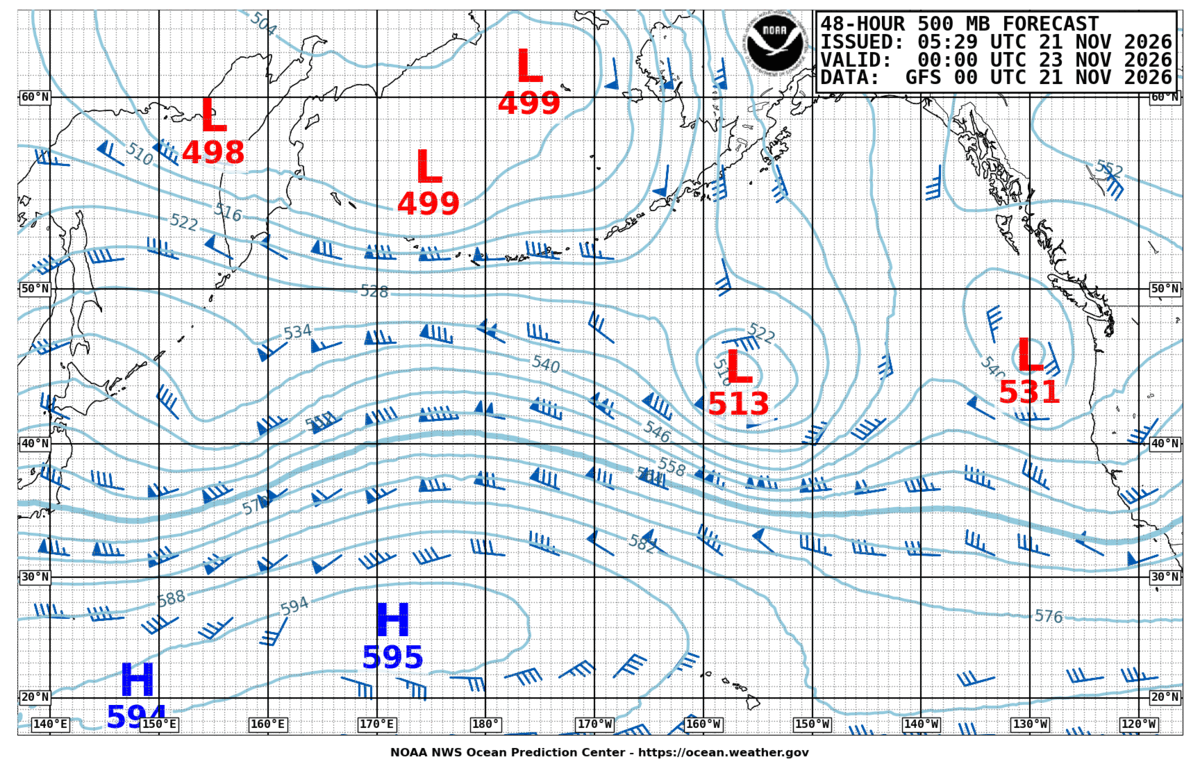 48-HOUR 500 MB FORECAST
ISSUED: 05:29 UTC 21 NOV 2026
VALID: 00:00 UTC 23 NOV 2026
DATA: GFS 00 UTC 21 NOV 2026
NOAA
504
L
499
60°N
60°N
L
498
510
L
499
552
516
522
50°N
528
50°N
534
522
540
516
L
513
540
L
531
546
40°N
40°N
558
564
582
30°N
30°N
588
594
576
H
595
H
594
20°N
20°N
140°E
150°E
160°E
170°E
180°
170°W
160°W
150°W
140°W
130°W
120°W
NOAA NWS Ocean Prediction Center - https://ocean.weather.gov